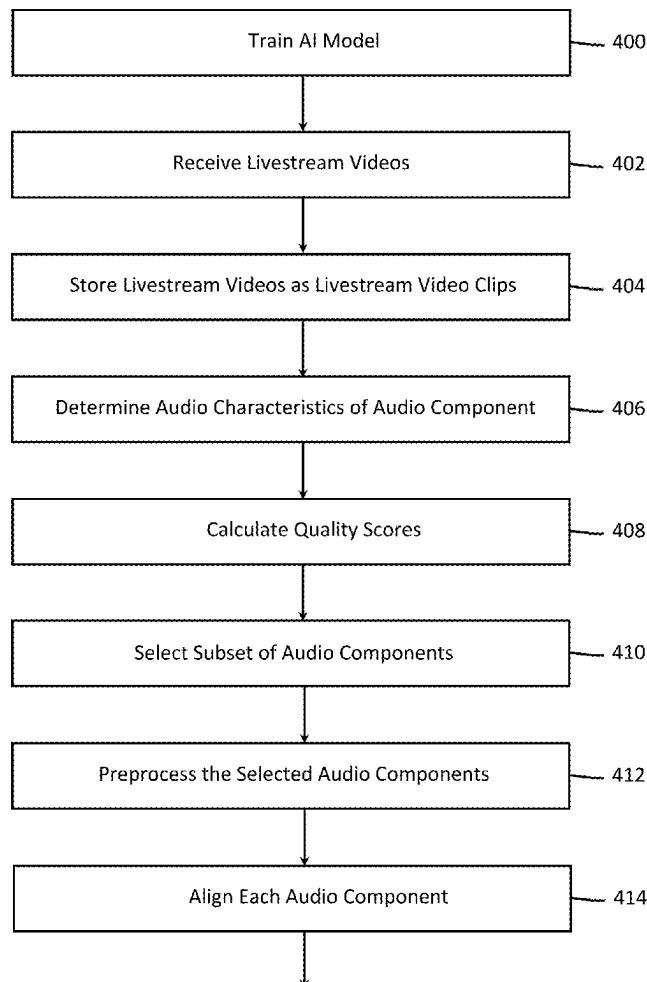 Train AI Model 400
Receive Livestream Videos 402
Store Livestream Videos as Livestream Video Clips 404
Determine Audio Characteristics of Audio Component 406
Calculate Quality Scores 408
Select Subset of Audio Components 410
Preprocess the Selected Audio Components 412
Align Each Audio Component 414